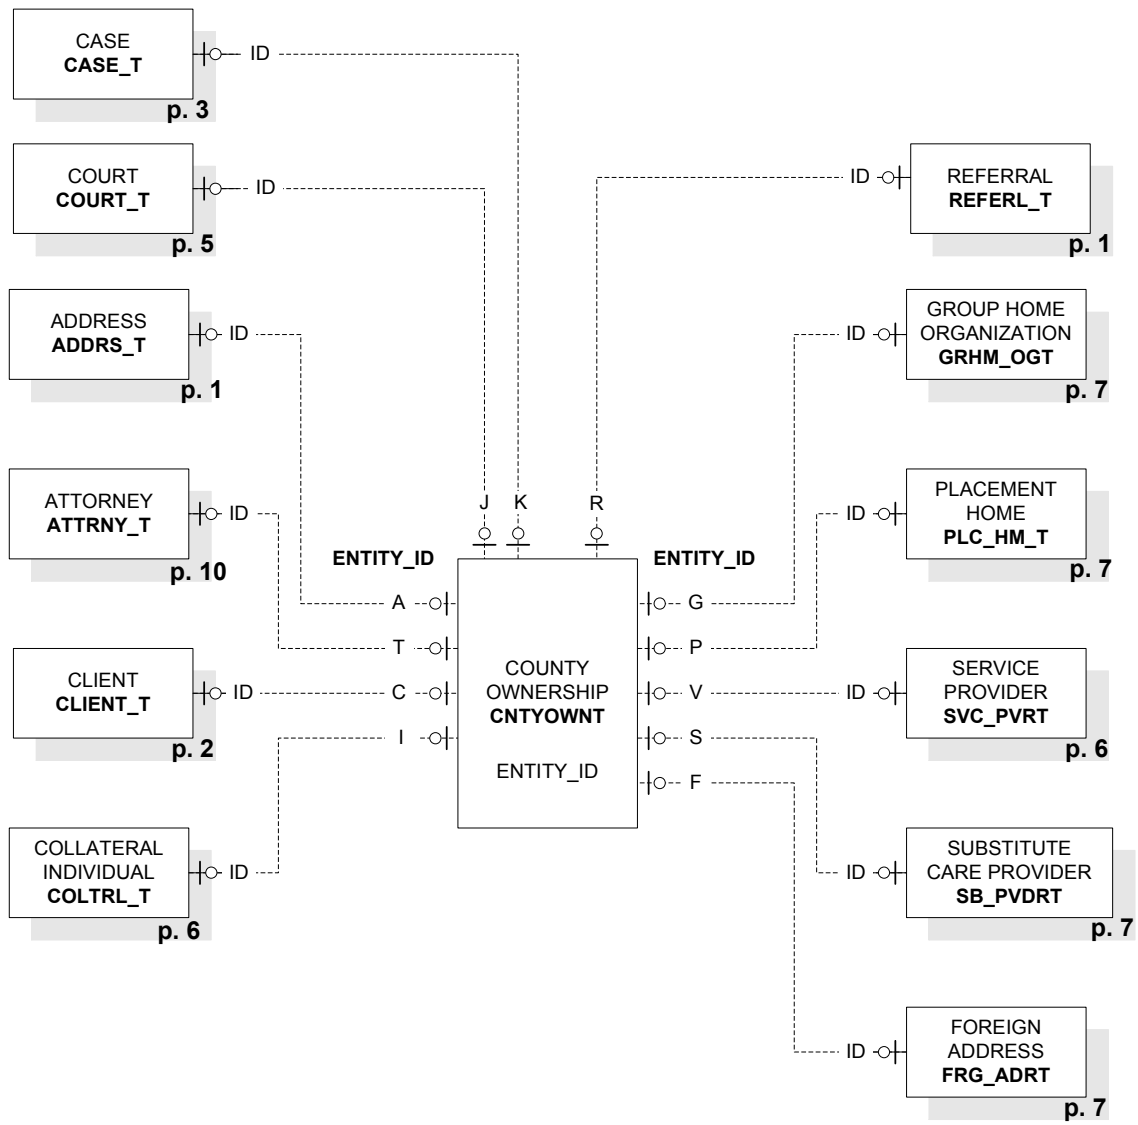 CASE
CASE_T
ID
p. 3
COURT
COURT_T
ID
p. 5
ADDRESS
ADDRS_T
ID
p. 1
ATTORNEY
ATTRNY_T
ID
p. 10
CLIENT
CLIENT_T
ID
p. 2
COLLATERAL
INDIVIDUAL
COLTRL_T
ID
p. 6
J
K
R
ENTITY_ID
ENTITY_ID
A
T
C
I
COUNTY
OWNERSHIP
CNTYOWNT
ENTITY_ID
G
P
V
S
F
ID
REFERRAL
REFERL_T
p. 1
ID
GROUP HOME
ORGANIZATION
GRHM_OGT
p. 7
ID
PLACEMENT
HOME
PLC_HM_T
p. 7
ID
SERVICE
PROVIDER
SVC_PVRT
p. 6
ID
SUBSTITUTE
CARE PROVIDER
SB_PVDRT
p. 7
ID
FOREIGN
ADDRESS
FRG_ADRT
p. 7